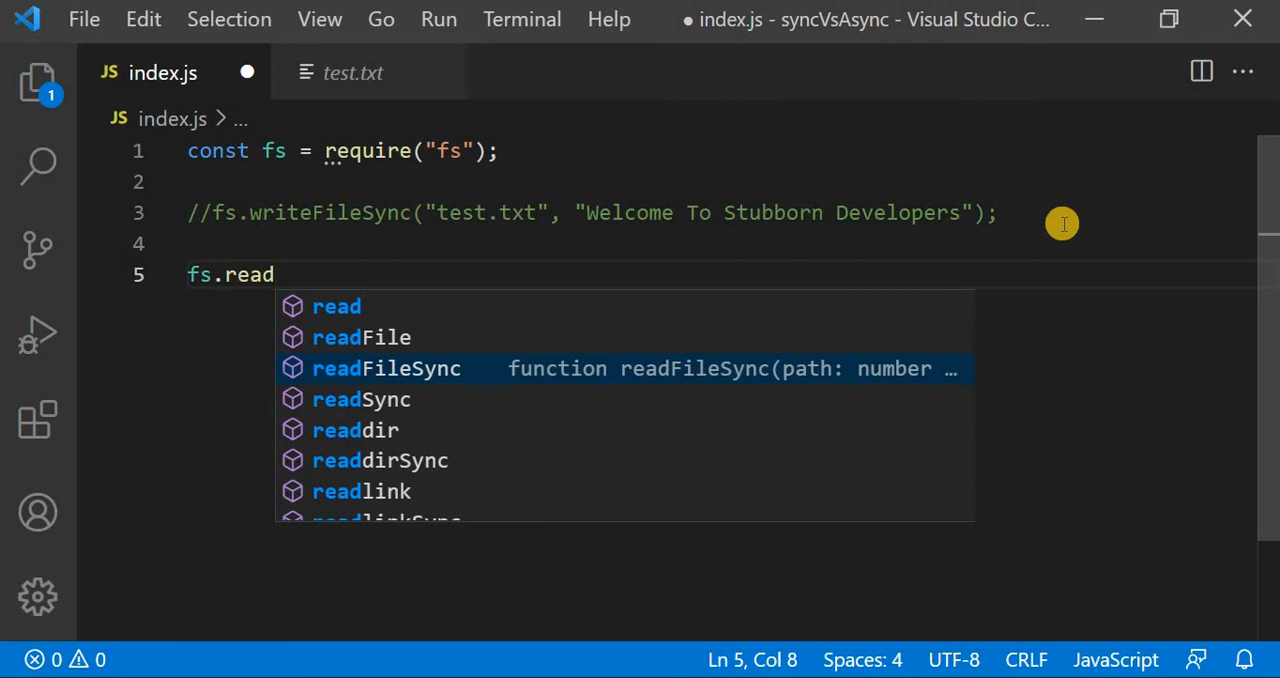 File Edit Selection View Go Run Terminal Help ● index.js - syncVsAsync - Visual Studio C...
JS index.js ● test.txt ...
1
JS index.js > ...
1 const fs = require("fs");
2
3 //fs.writeFileSync("test.txt", "Welcome To Stubborn Developers");
4
5 fs.read
read
readFile
readFileSync function readFileSync(path: number …
readSync
readdir
readdirSync
readlink
readlinkSync
0 0 Ln 5, Col 8 Spaces: 4 UTF-8 CRLF JavaScript